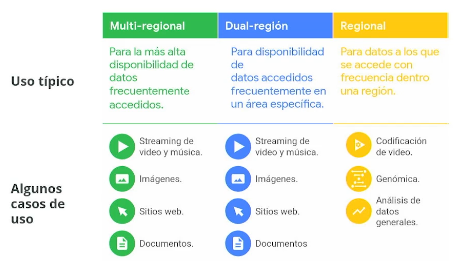 Multi-regional
Dual-región
Regional
Uso típico
Para la más alta
disponibilidad de
datos
frecuentemente
accedidos.
Para disponibilidad
de
datos accedidos
frecuentemente en
un área específica.
Para datos a los que
se accede con
frecuencia dentro
una región.
Algunos
casos de
uso
Streaming de
video y música.
Imágenes.
Sitios web.
Documentos.
Streaming de
video y música.
Imágenes.
Sitios web.
Documentos
Codificación
de video.
Genómica.
Análisis de
datos
generales.